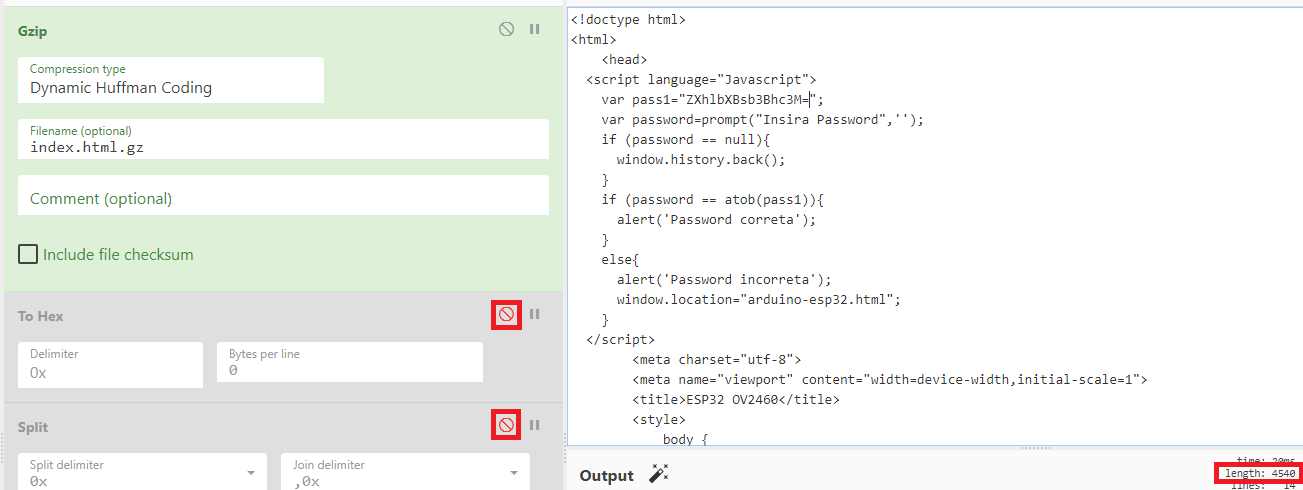 Gzip
Compression type
Dynamic Huffman Coding
Filename (optional)
index.html.gz
Comment (optional)
Include file checksum
To Hex
Delimiter
0x
Bytes per line
0
Split
Split delimiter
0x
Join delimiter
,0x
<!doctype html>
<html>
<head>
<script language="Javascript">
var pass1="ZXhlbXBsb3Bhc3M=";
var password=prompt("Insira Password",'');
if (password == null){
window.history.back();
}
if (password == atob(pass1)){
alert('Password correta');
}
else{
alert('Password incorreta');
window.location="arduino-esp32.html";
}
</script>
<meta charset="utf-8">
<meta name="viewport" content="width=device-width,initial-scale=1">
<title>ESP32 OV2460</title>
<style>
body {
Output
time: 20ms
length: 4540
lines: 14